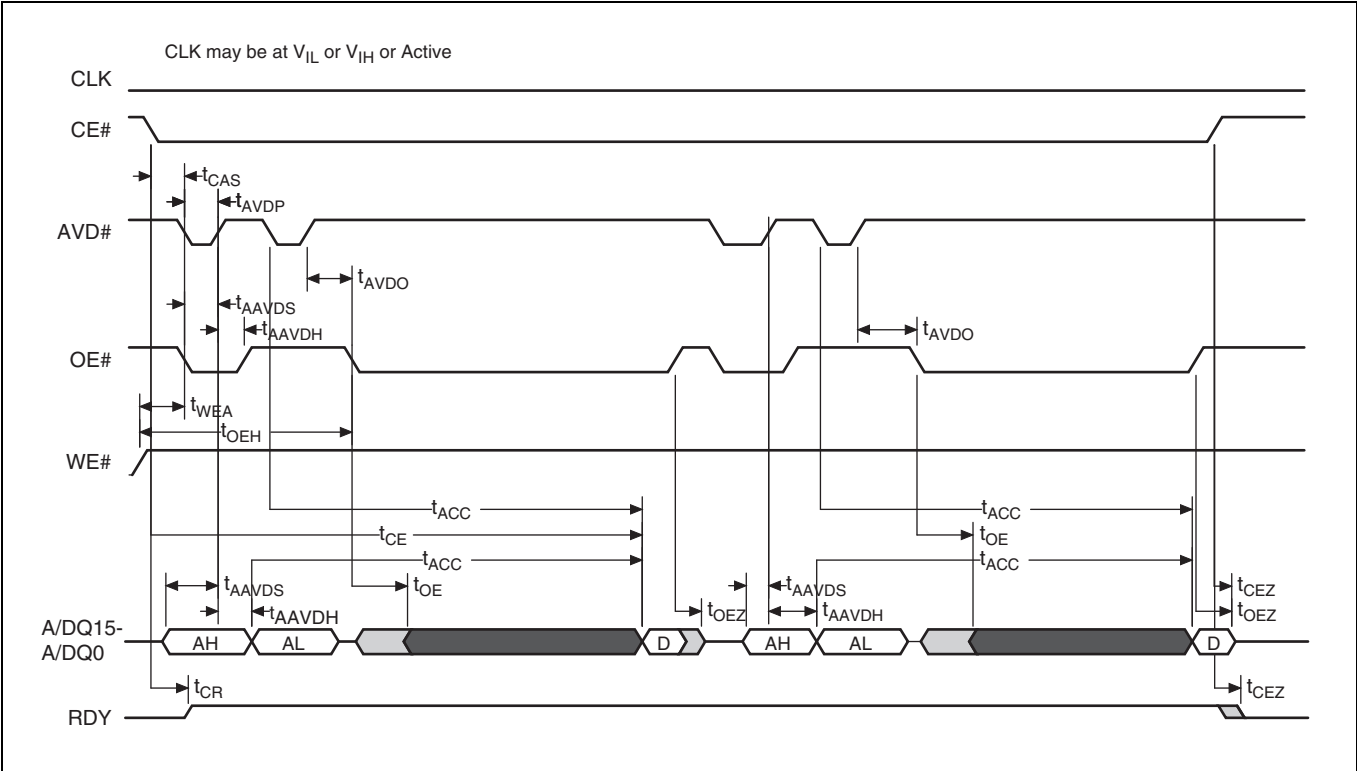 CLK may be at VIL or VIH or Active
CLK
CE#
tCAS
tAVDP
AVD#
tAVDO
tAAVDS
tAAVDH
tAVDO
OE#
tWEA
tOEH
WE#
tACC
tACC
tCE
tOE
tACC
tACC
tAAVDS
tOE
tAAVDS
tCEZ
tAAVDH
tOEZ
tAAVDH
tOEZ
A/DQ15-
A/DQ0
AH
AL
D
AH
AL
D
tCR
tCEZ
RDY